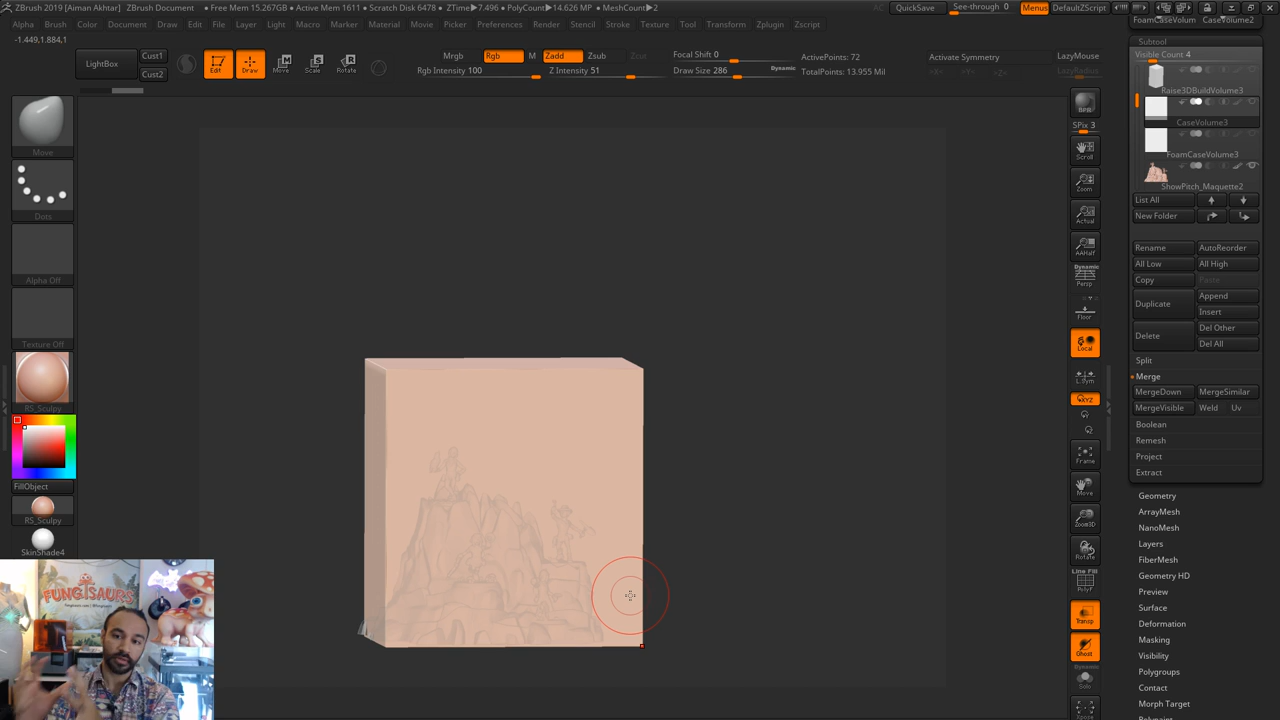 ZBrush 2019 [Aiman Akhtar]   ZBrush Document   • Free Mem 15.267GB • Active Mem 1611 • Scratch Disk 6478 • ZTime▶7.496 • PolyCount▶14.626 MP • MeshCount▶2
AC QuickSave See-through 0 Menus DefaultZScript
Alpha Brush Color Document Draw Edit File Layer Light Macro Marker Material Movie Picker Preferences Render Stencil Stroke Texture Tool Transform Zplugin Zscript
-1.449,1.884,1
LightBox
Cust1
Cust2
Edit
Draw
Move
Scale
Rotate
Mrgb Rgb M Zadd Zsub Zcut
Rgb Intensity 100 Z Intensity 51
Focal Shift 0
Draw Size 286 Dynamic
ActivePoints: 72
TotalPoints: 13.955 Mil
Activate Symmetry
>X< >Y< >Z<
LazyMouse
LazyRadius
Move
Dots
Alpha Off
Texture Off
RS_Sculpy
FillObject
RS_Sculpy
SkinShade4
FUNGISAURS
BPR
SPix 3
Scroll
Zoom
Actual
AAHalf
Dynamic
Persp
Floor
Local
L.Sym
XYZ
Frame
Move
Zoom3D
Rotate
Line Fill
PolyF
Transp
Ghost
Dynamic
Solo
Xpose
FoamCaseVolum CaseVolume2
Subtool
Visible Count 4
Raise3DBuildVolume3
CaseVolume3
FoamCaseVolume3
ShowPitch_Maquette2
List All
New Folder
Rename AutoReorder
All Low All High
Copy Paste
Duplicate Append
Insert
Delete Del Other
Del All
Split
Merge
MergeDown MergeSimilar
MergeVisible Weld Uv
Boolean
Remesh
Project
Extract
Geometry
ArrayMesh
NanoMesh
Layers
FiberMesh
Geometry HD
Preview
Surface
Deformation
Masking
Visibility
Polygroups
Contact
Morph Target
Polypaint